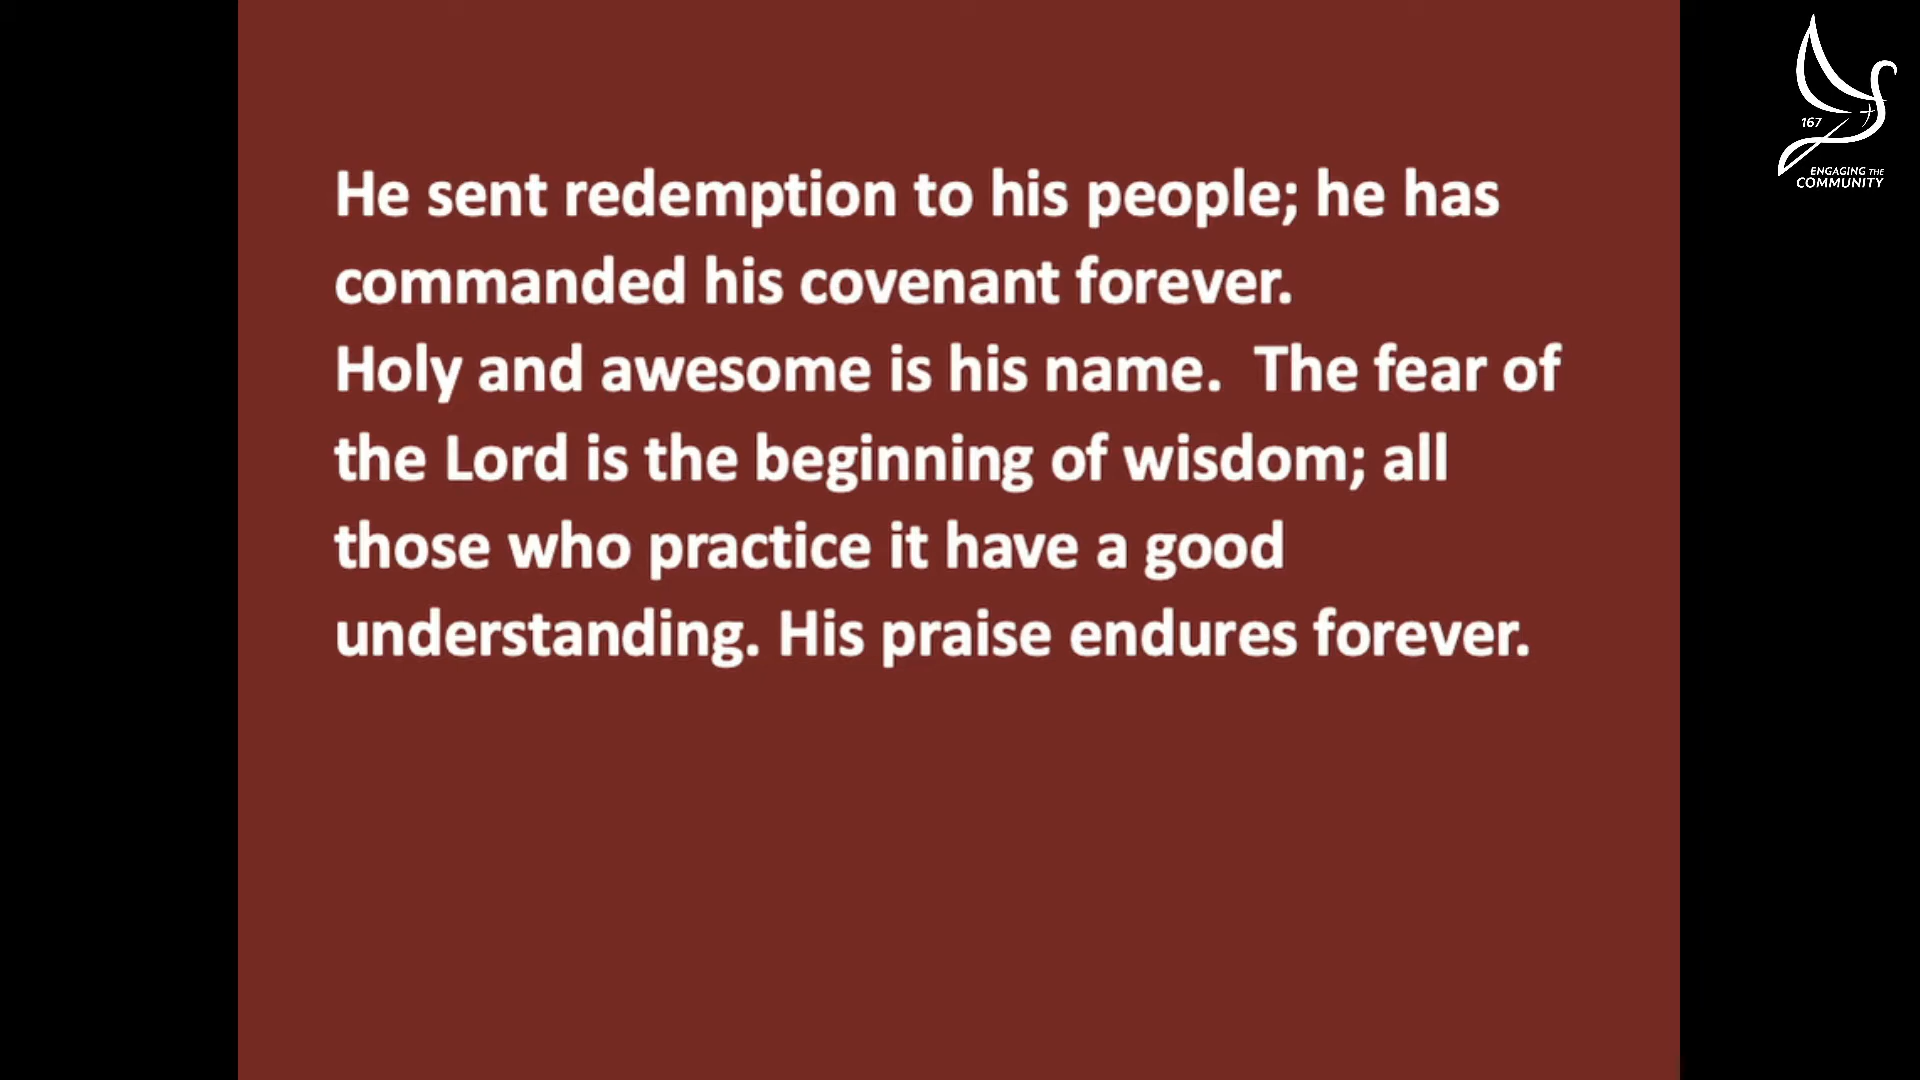 He sent redemption to his people; he has
commanded his covenant forever.
Holy and awesome is his name.  The fear of
the Lord is the beginning of wisdom; all
those who practice it have a good
understanding. His praise endures forever.
167
ENGAGING THE
COMMUNITY